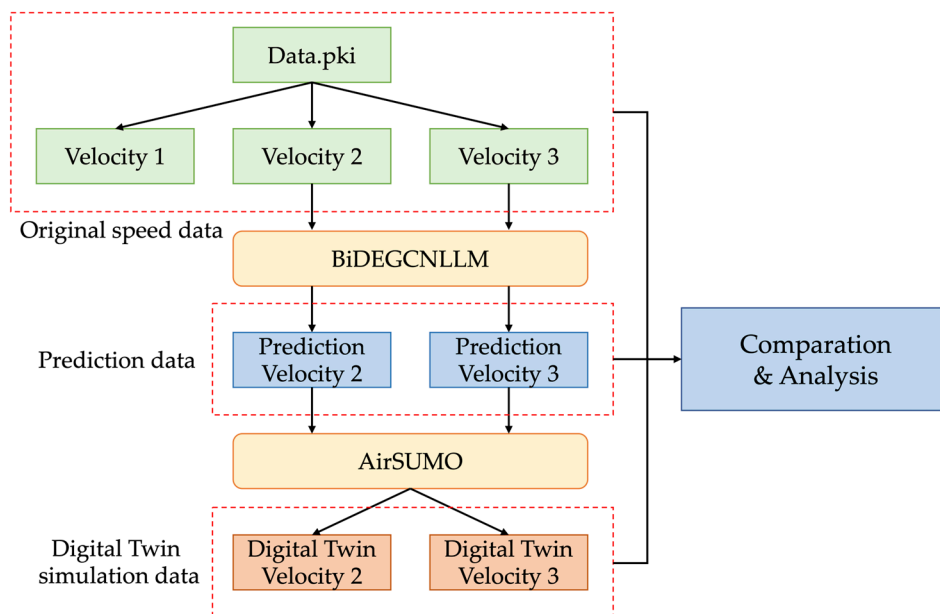 Data.pki
Velocity 1
Velocity 2
Velocity 3
Original speed data
BiDEGCNLLM
Prediction data
Prediction
Velocity 2
Prediction
Velocity 3
Comparation
& Analysis
AirSUMO
Digital Twin
simulation data
Digital Twin
Velocity 2
Digital Twin
Velocity 3